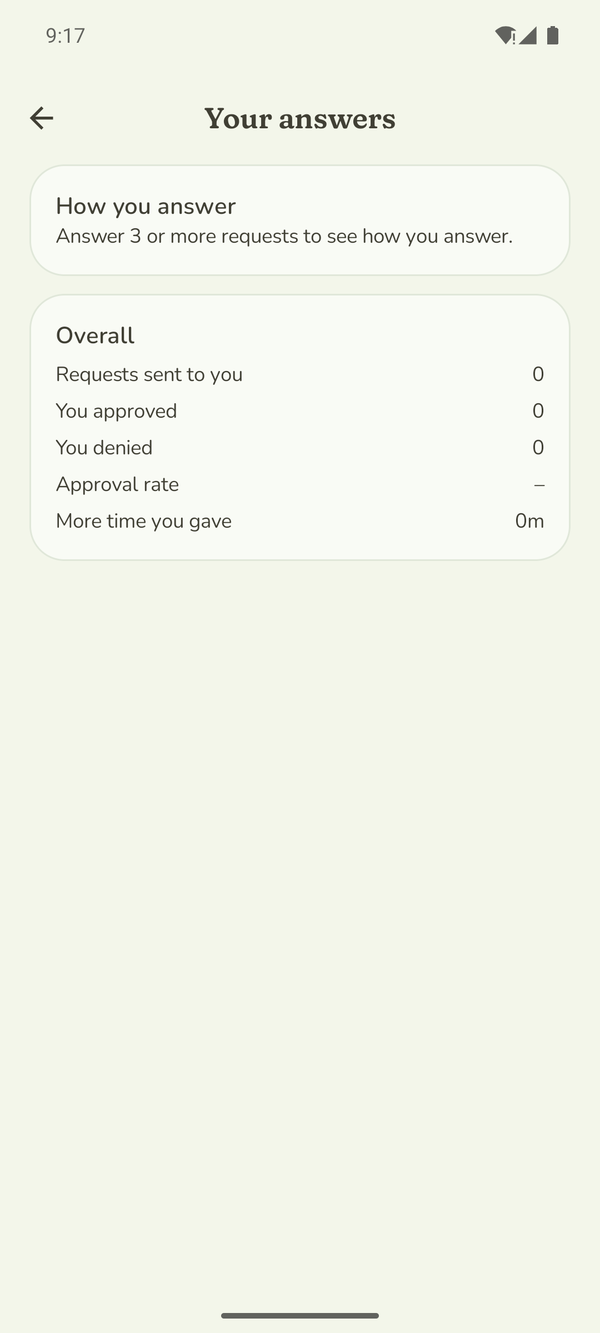 9:17
Your answers
How you answer
Answer 3 or more requests to see how you answer.
Overall
Requests sent to you 0
You approved 0
You denied 0
Approval rate –
More time you gave 0m